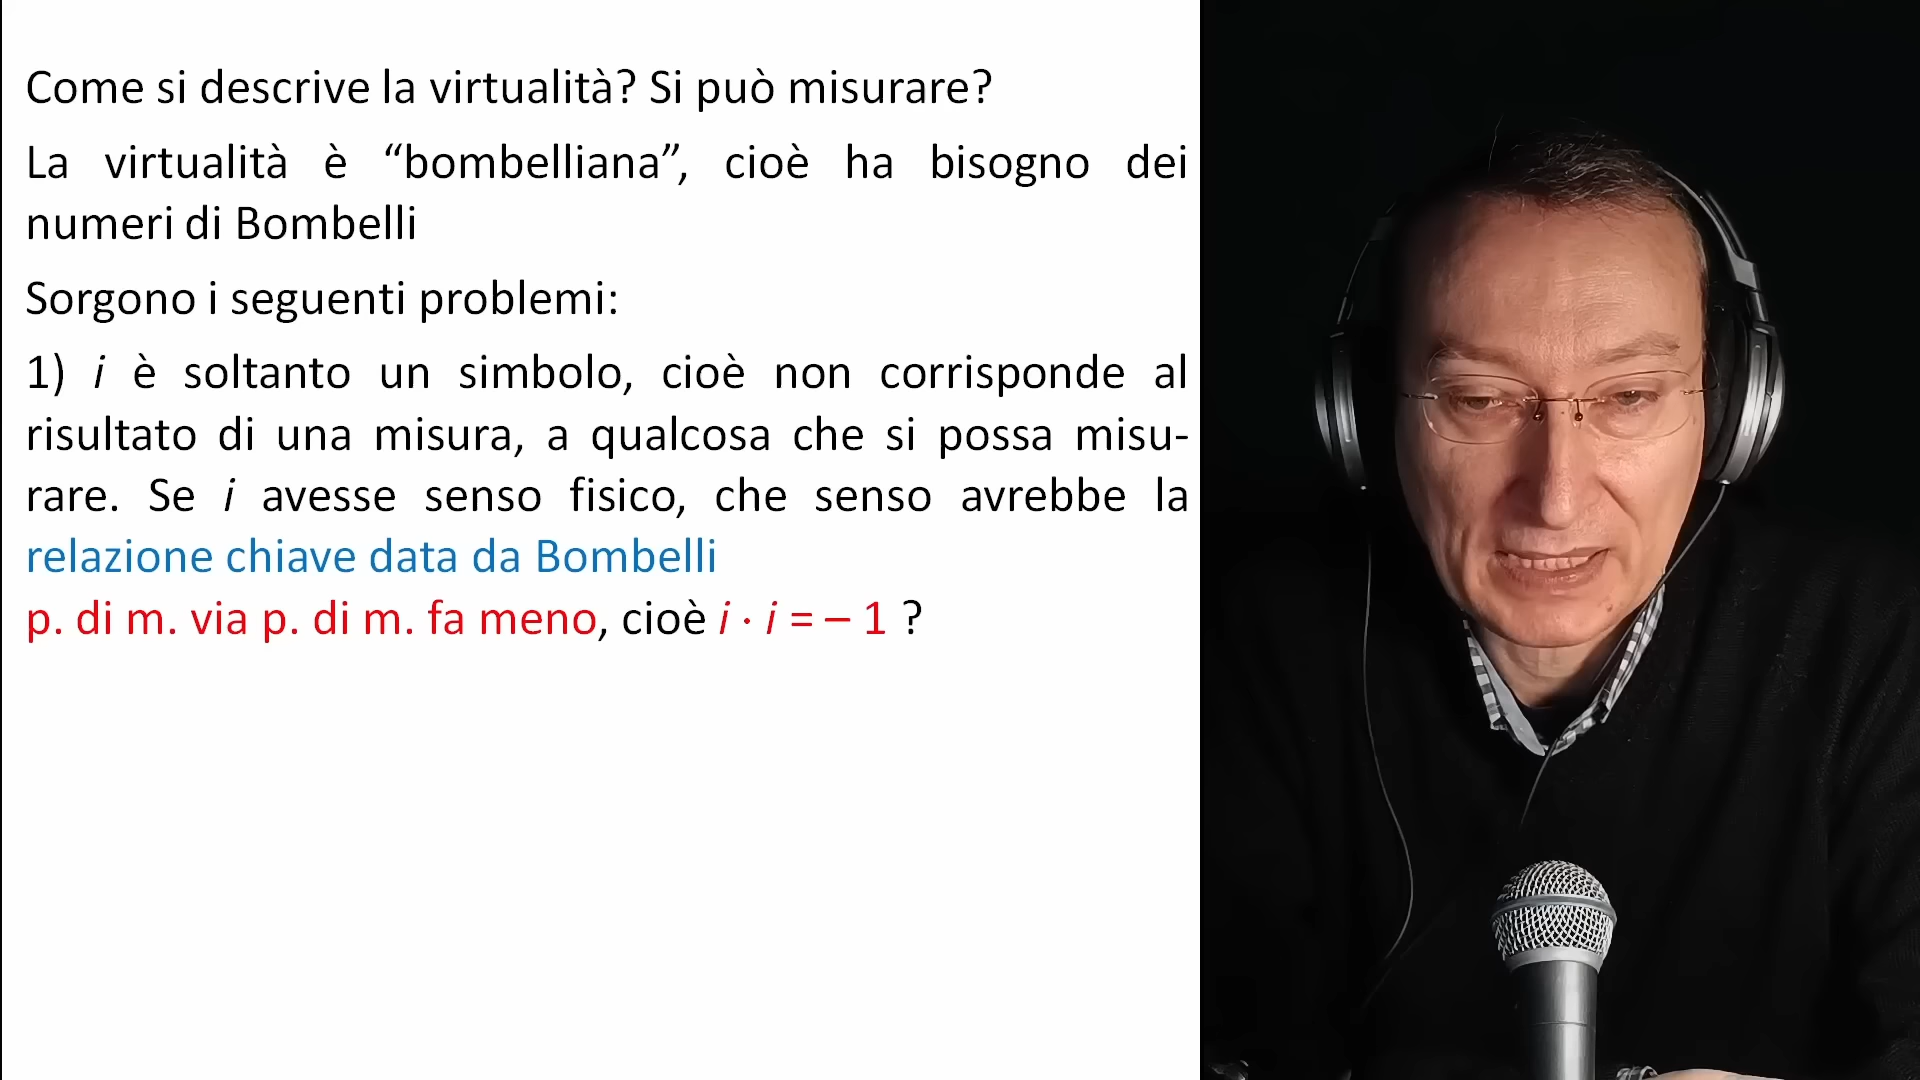 Come si descrive la virtualità? Si può misurare?
La virtualità è “bombelliana”, cioè ha bisogno dei
numeri di Bombelli
Sorgono i seguenti problemi:
1) i è soltanto un simbolo, cioè non corrisponde al
risultato di una misura, a qualcosa che si possa misu-
rare. Se i avesse senso fisico, che senso avrebbe la
relazione chiave data da Bombelli
p. di m. via p. di m. fa meno, cioè i · i = – 1 ?